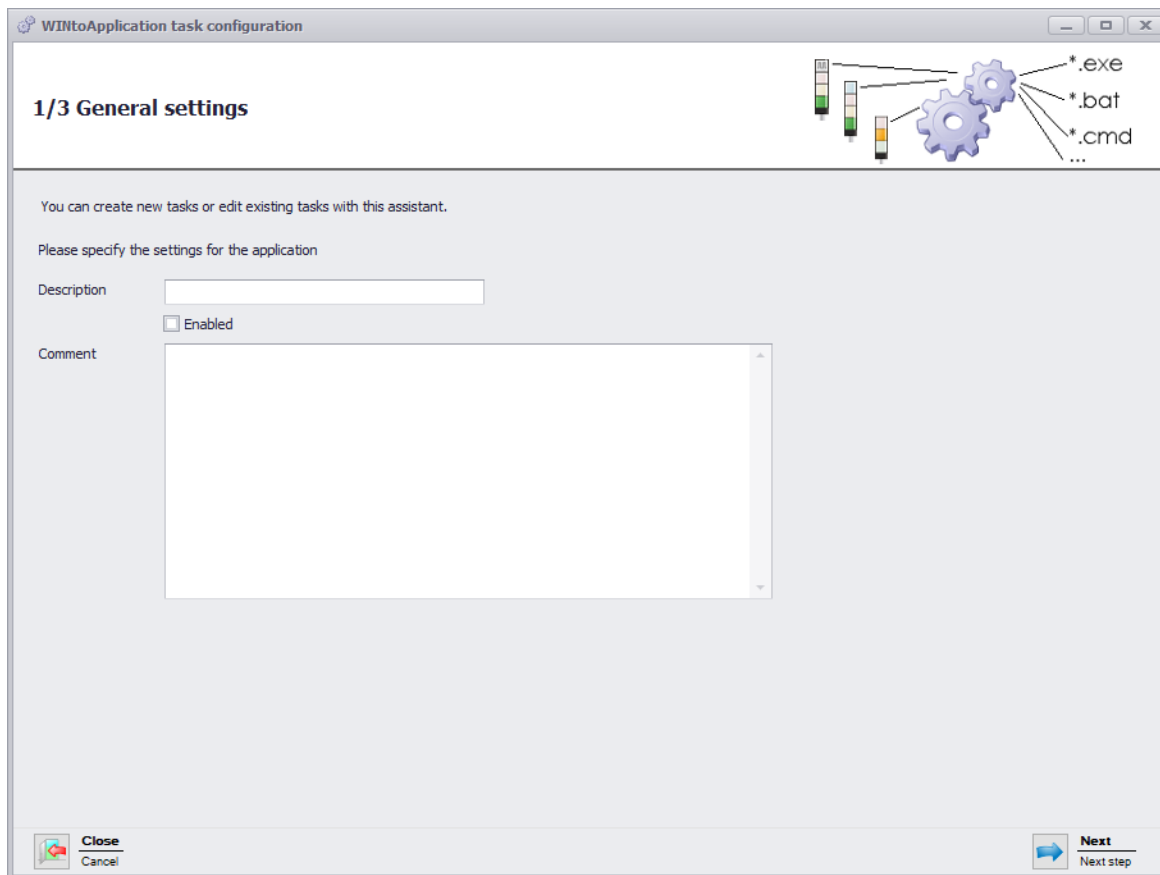 WINtoApplication task configuration
*.exe
1/3 General settings
*.bat
*.cmd
...
You can create new tasks or edit existing tasks with this assistant.
Please specify the settings for the application
Description
Enabled
Comment
Close
Cancel
Next
Next step